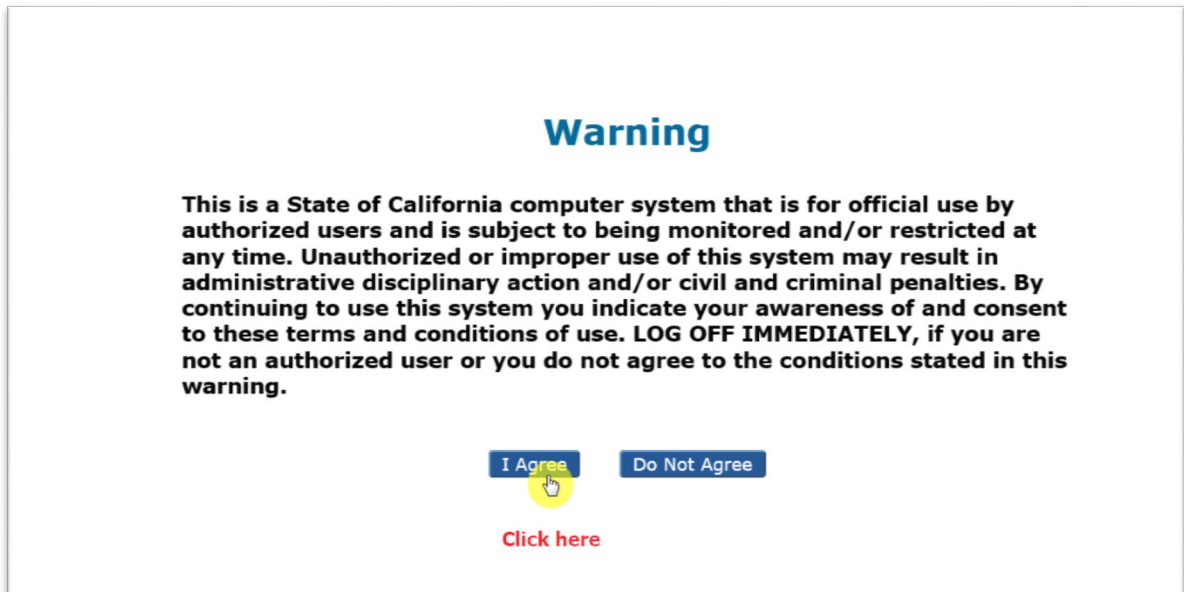 Warning
This is a State of California computer system that is for official use by
authorized users and is subject to being monitored and/or restricted at
any time. Unauthorized or improper use of this system may result in
administrative disciplinary action and/or civil and criminal penalties. By
continuing to use this system you indicate your awareness of and consent
to these terms and conditions of use. LOG OFF IMMEDIATELY, if you are
not an authorized user or you do not agree to the conditions stated in this
warning.
I Agree Do Not Agree
Click here